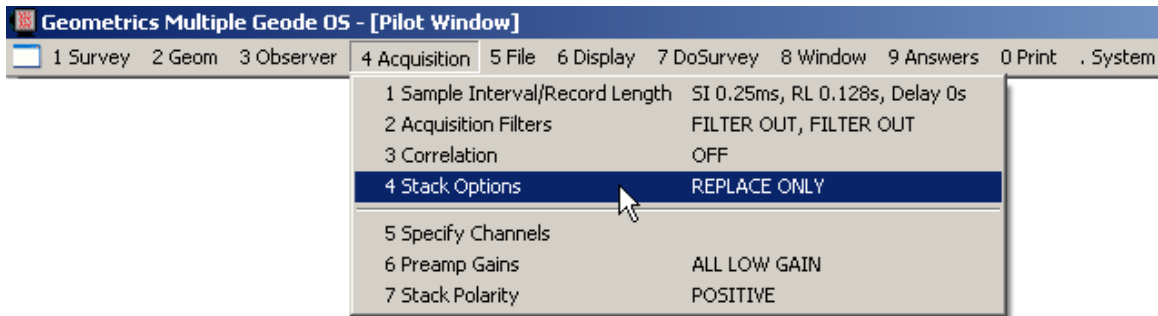 Geometrics Multiple Geode OS - [Pilot Window]
1 Survey 2 Geom 3 Observer 4 Acquisition 5 File 6 Display 7 DoSurvey 8 Window 9 Answers 0 Print . System
1 Sample Interval/Record Length SI 0.25ms, RL 0.128s, Delay 0s
2 Acquisition Filters FILTER OUT, FILTER OUT
3 Correlation OFF
4 Stack Options REPLACE ONLY
5 Specify Channels
6 Preamp Gains ALL LOW GAIN
7 Stack Polarity POSITIVE